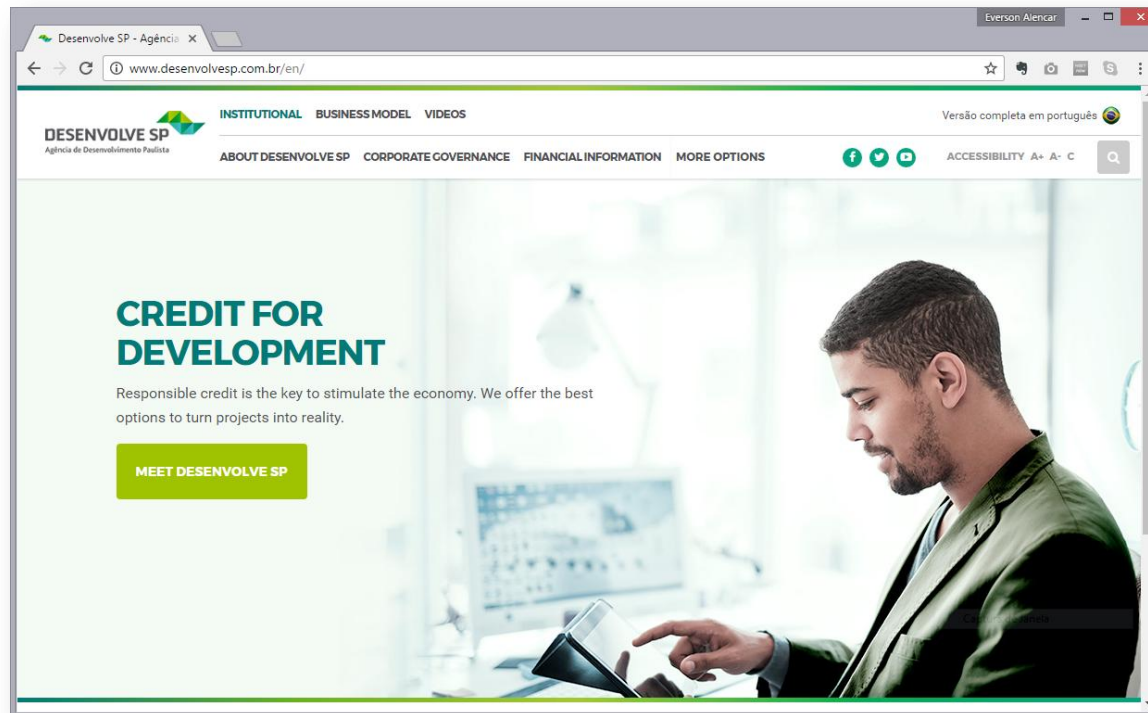 Everson Alencar
Desenvolve SP - Agência
www.desenvolvesp.com.br/en/
INSTITUTIONAL BUSINESS MODEL VIDEOS
Versão completa em português
DESENVOLVE SP
Agência de Desenvolvimento Paulista
ABOUT DESENVOLVE SP CORPORATE GOVERNANCE FINANCIAL INFORMATION MORE OPTIONS
ACCESSIBILITY A+ A- C
CREDIT FOR
DEVELOPMENT
Responsible credit is the key to stimulate the economy. We offer the best
options to turn projects into reality.
MEET DESENVOLVE SP